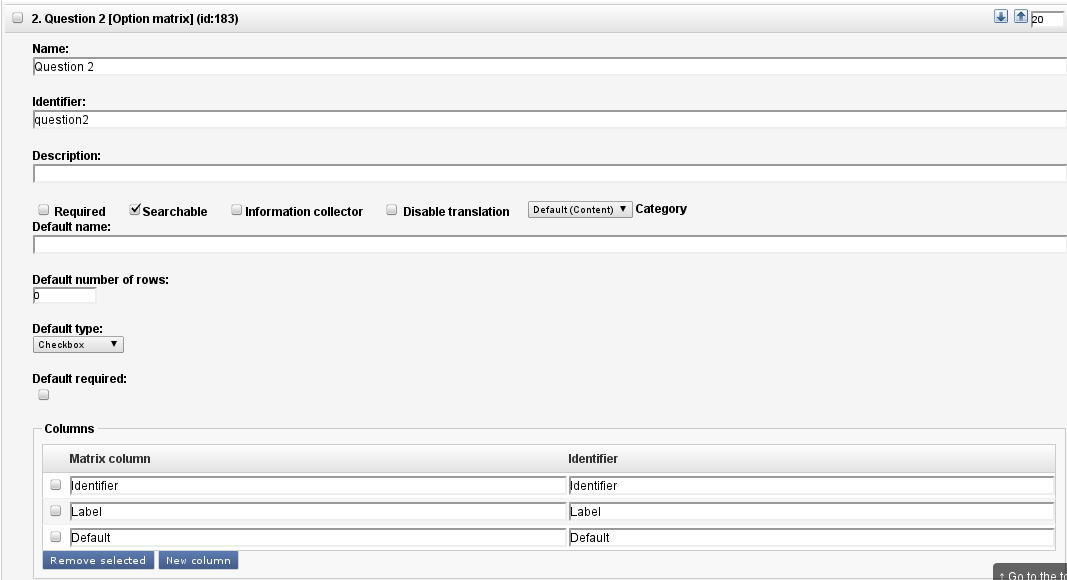 2. Question 2 [Option matrix] (id:183) 20
Name:
Question 2
Identifier:
question2
Description:
Required Searchable Information collector Disable translation Default (Content) Category
Default name:
Default number of rows:
0
Default type:
Checkbox
Default required:
Columns
Matrix column Identifier
Identifier Identifier
Label Label
Default Default
Remove selected New column
↑ Go to the